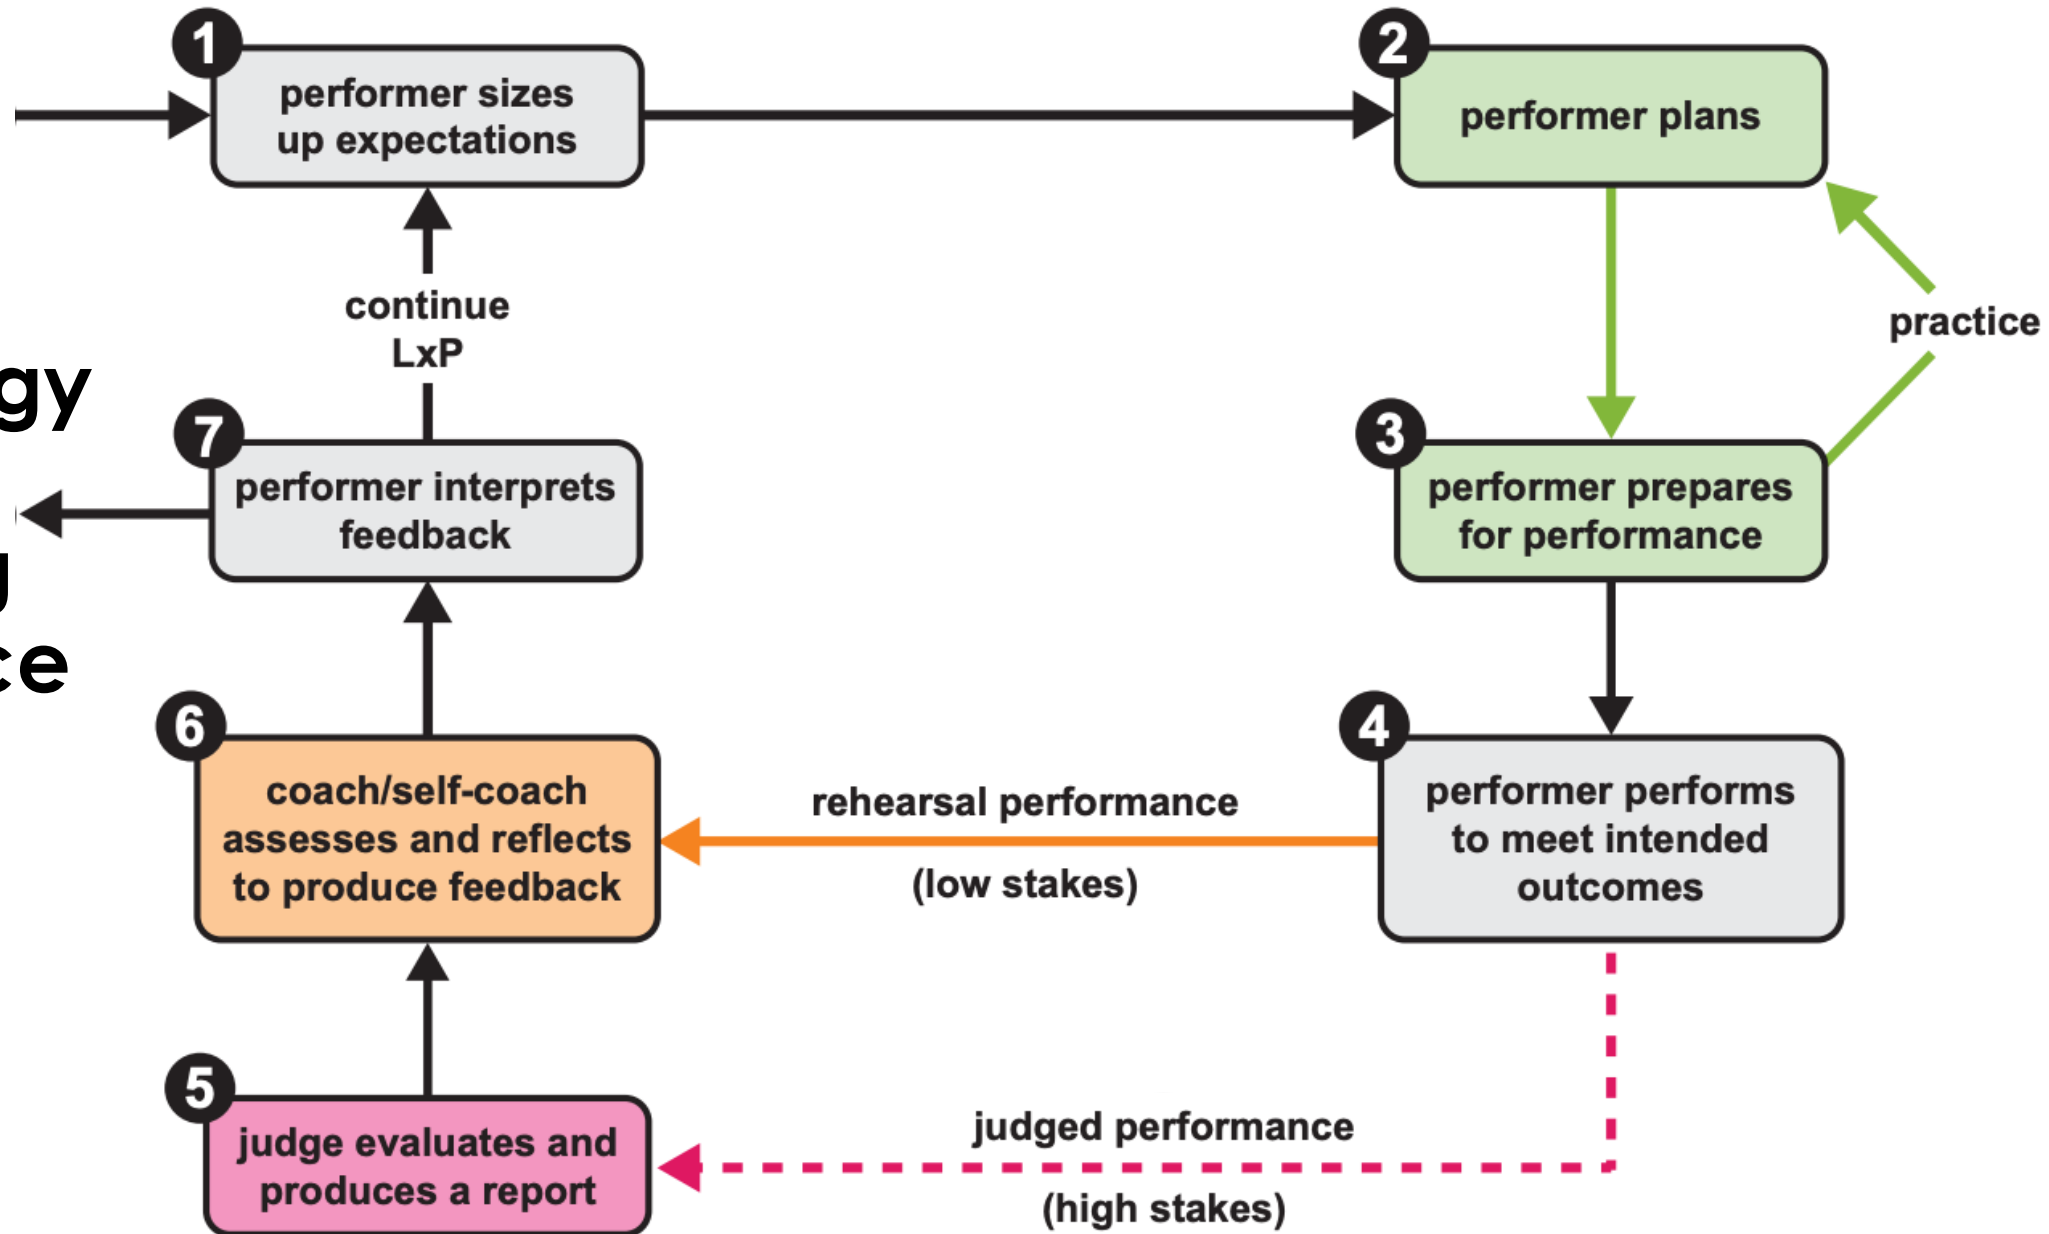 1
performer sizes
up expectations
2
performer plans
practice
3
performer prepares
for performance
4
performer performs
to meet intended
outcomes
rehearsal performance
(low stakes)
judged performance
(high stakes)
5
judge evaluates and
produces a report
6
coach/self-coach
assesses and reflects
to produce feedback
7
performer interprets
feedback
continue
LxP
gy
g
ce